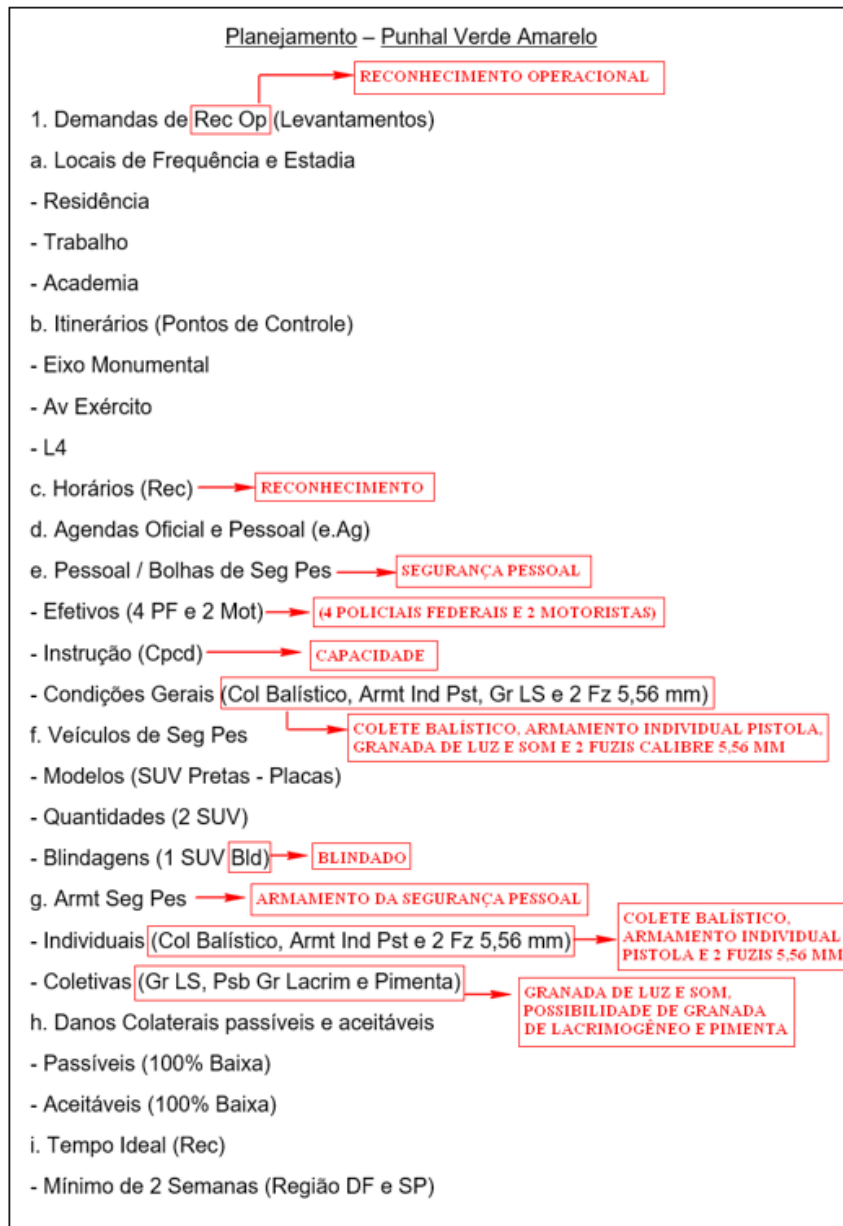 Planejamento – Punhal Verde Amarelo
RECONHECIMENTO OPERACIONAL
1. Demandas de Rec Op (Levantamentos)
a. Locais de Frequência e Estadia
- Residência
- Trabalho
- Academia
b. Itinerários (Pontos de Controle)
- Eixo Monumental
- Av Exército
- L4
c. Horários (Rec) RECONHECIMENTO
d. Agendas Oficial e Pessoal (e.Ag)
e. Pessoal / Bolhas de Seg Pes SEGURANÇA PESSOAL
- Efetivos (4 PF e 2 Mot) (4 POLICIAIS FEDERAIS E 2 MOTORISTAS)
- Instrução (Cpcd) CAPACIDADE
- Condições Gerais (Col Balístico, Armt Ind Pst, Gr LS e 2 Fz 5,56 mm)
COLETE BALÍSTICO, ARMAMENTO INDIVIDUAL PISTOLA,
GRANADA DE LUZ E SOM E 2 FUZIS CALIBRE 5,56 MM
f. Veículos de Seg Pes
- Modelos (SUV Pretas - Placas)
- Quantidades (2 SUV)
- Blindagens (1 SUV Bld) BLINDADO
g. Armt Seg Pes ARMAMENTO DA SEGURANÇA PESSOAL
- Individuais (Col Balístico, Armt Ind Pst e 2 Fz 5,56 mm)
COLETE BALÍSTICO,
ARMAMENTO INDIVIDUAL
PISTOLA E 2 FUZIS 5,56 MM
- Coletivas (Gr LS, Psb Gr Lacrim e Pimenta)
GRANADA DE LUZ E SOM,
POSSIBILIDADE DE GRANADA
DE LACRIMOGÊNEO E PIMENTA
h. Danos Colaterais passíveis e aceitáveis
- Passíveis (100% Baixa)
- Aceitáveis (100% Baixa)
i. Tempo Ideal (Rec)
- Mínimo de 2 Semanas (Região DF e SP)